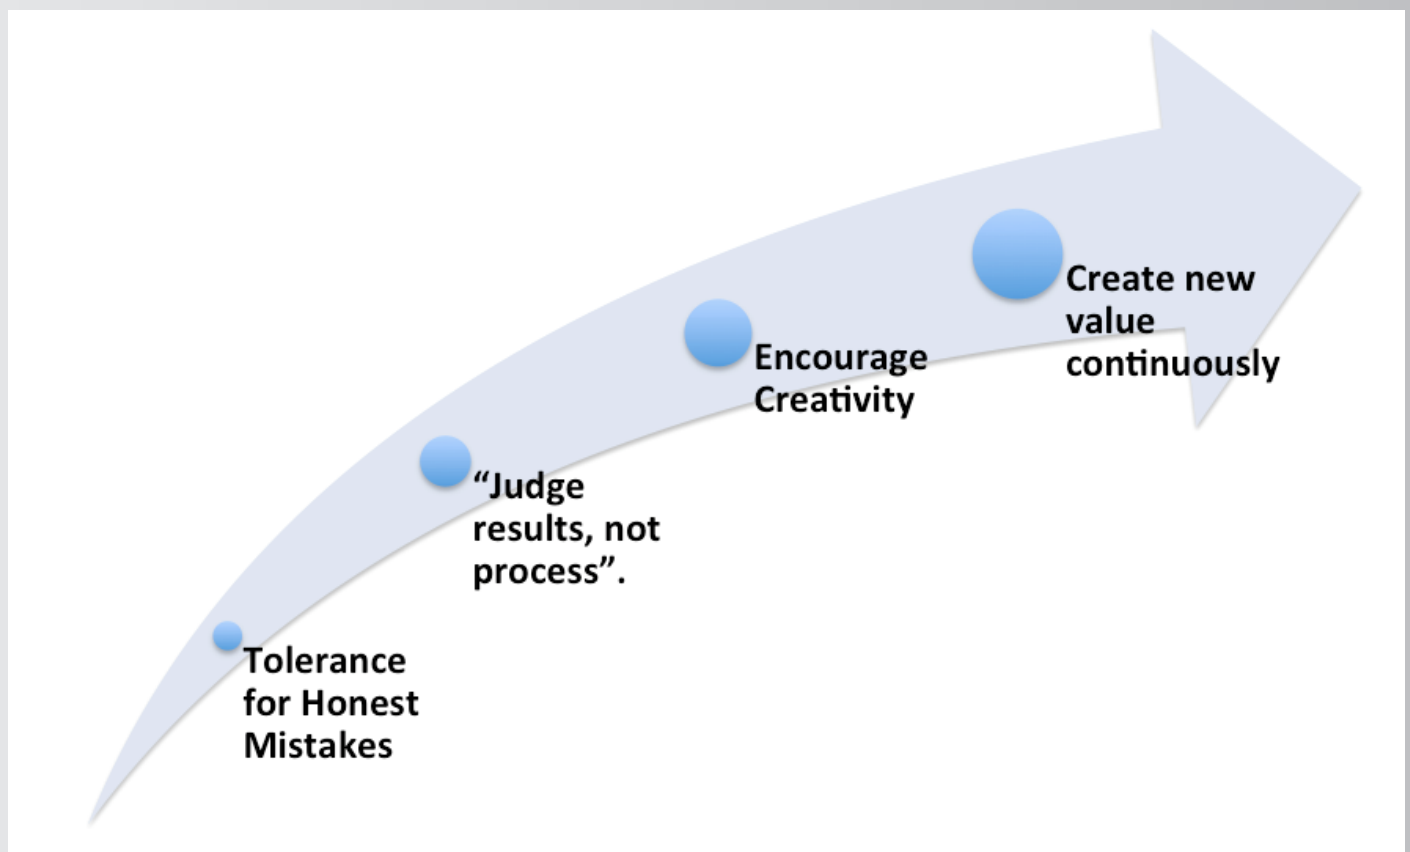 Tolerance
for Honest
Mistakes
“Judge
results, not
process”.
Encourage
Creativity
Create new
value
continuously